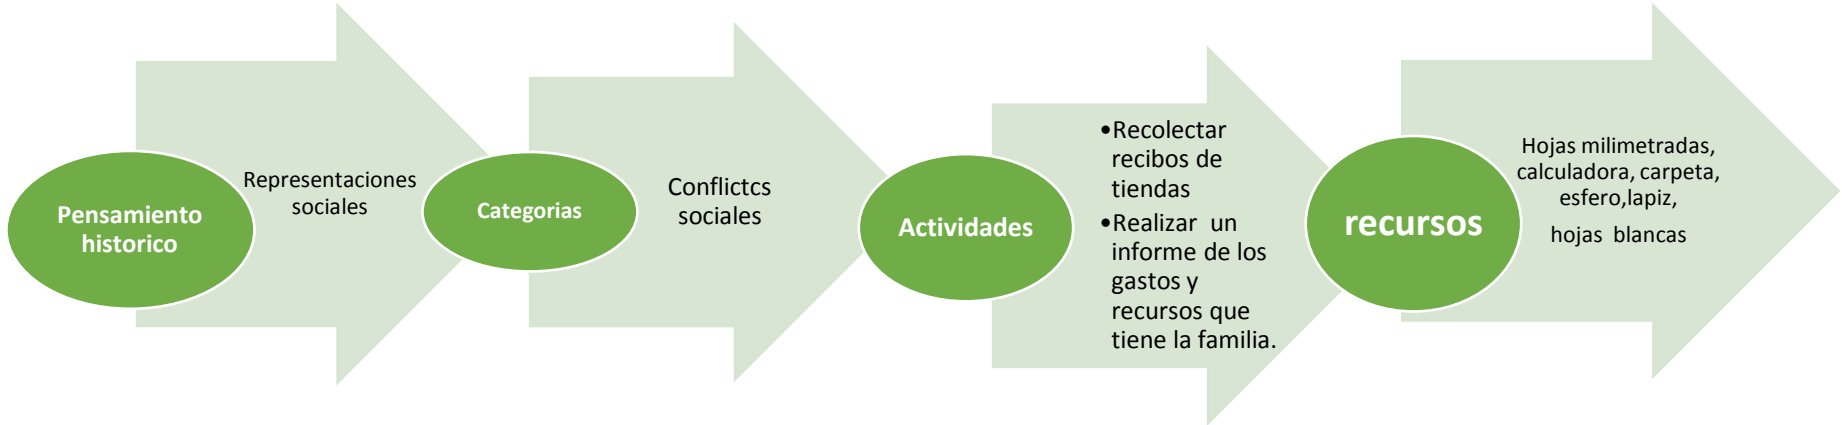 Pensamiento
historico
Representaciones
sociales
Categorias
Conflictcs
sociales
Actividades
•Recolectar
recibos de
tiendas
•Realizar un
informe de los
gastos y
recursos que
tiene la familia.
recursos
Hojas milimetradas,
calculadora, carpeta,
esfero,lapiz,
hojas blancas